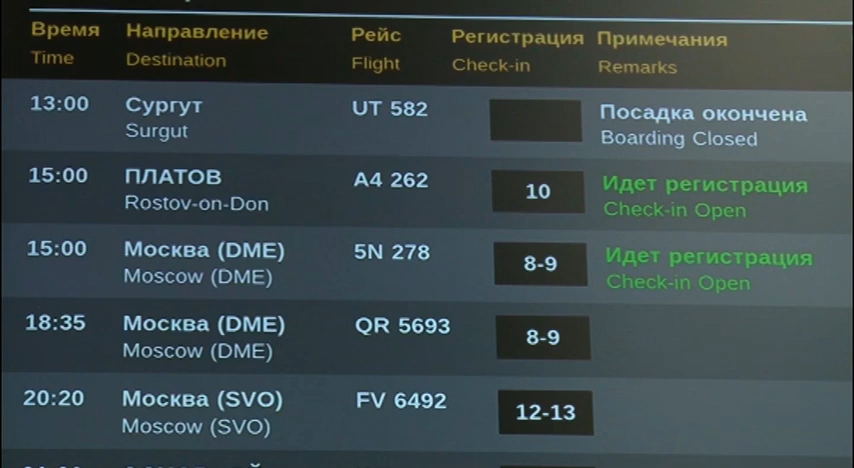 Время Направление Рейс Регистрация Примечания
Time Destination Flight Check-in Remarks
13:00 Сургут UT 582 Посадка окончена
Surgut Boarding Closed
15:00 ПЛАТОВ A4 262 10 Идет регистрация
Rostov-on-Don Check-in Open
15:00 Москва (DME) 5N 278 8-9 Идет регистрация
Moscow (DME) Check-in Open
18:35 Москва (DME) QR 5693 8-9
Moscow (DME)
20:20 Москва (SVO) FV 6492 12-13
Moscow (SVO)